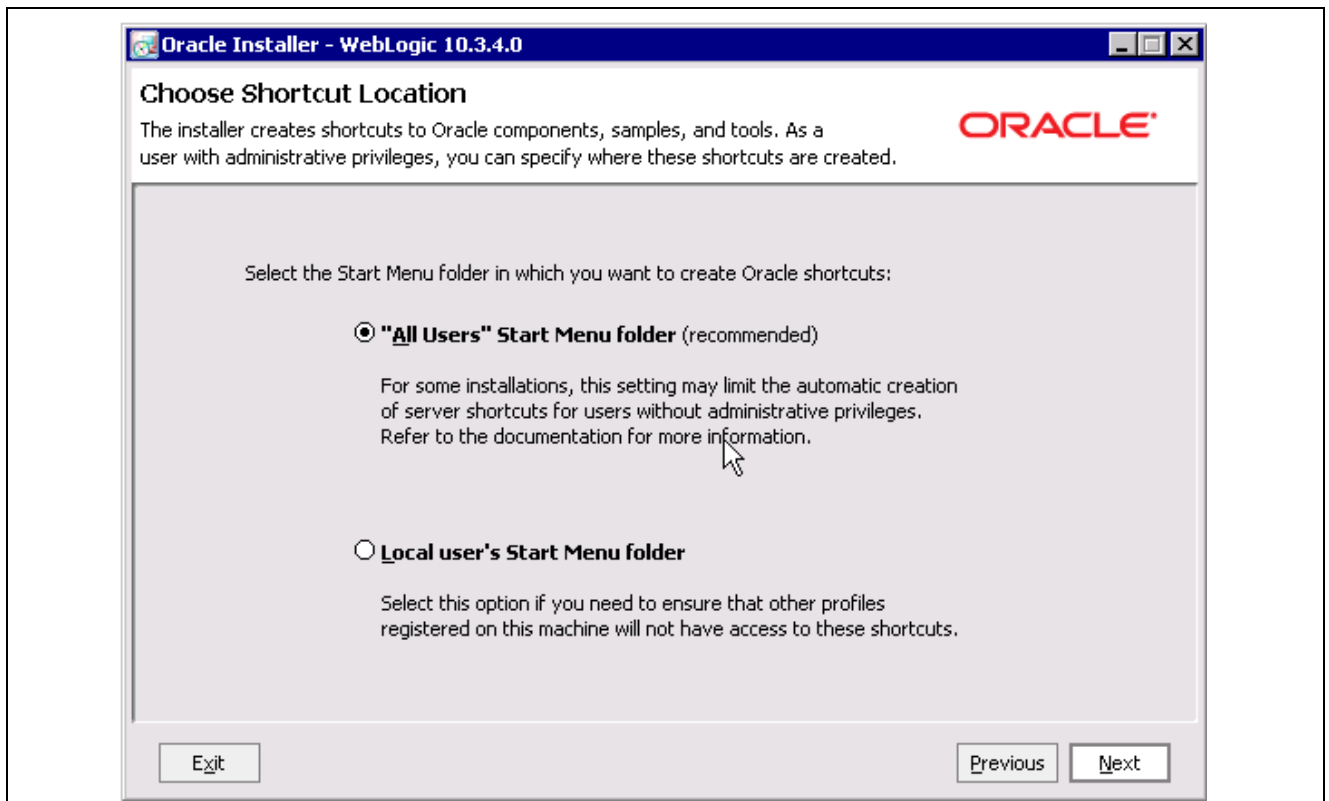 Oracle Installer - WebLogic 10.3.4.0
Choose Shortcut Location
The installer creates shortcuts to Oracle components, samples, and tools. As a
user with administrative privileges, you can specify where these shortcuts are created.
ORACLE
Select the Start Menu folder in which you want to create Oracle shortcuts:
"All Users" Start Menu folder (recommended)
For some installations, this setting may limit the automatic creation
of server shortcuts for users without administrative privileges.
Refer to the documentation for more information.
Local user's Start Menu folder
Select this option if you need to ensure that other profiles
registered on this machine will not have access to these shortcuts.
Exit Previous Next